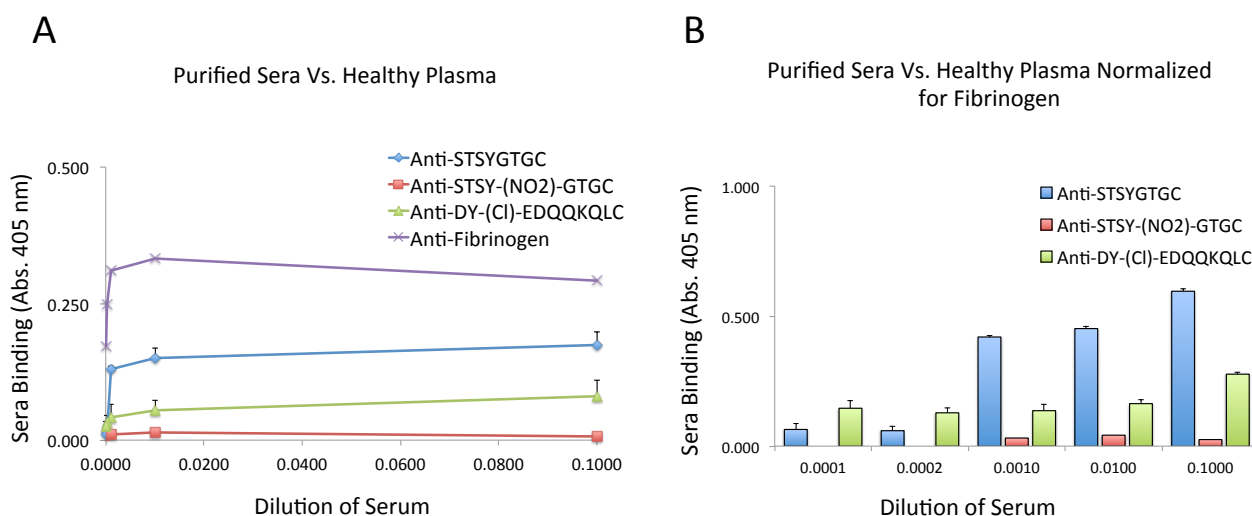 A
Purified Sera Vs. Healthy Plasma
Sera Binding (Abs. 405 nm)
0.500
0.250
0.000
Anti-STSYGTGC
Anti-STSY-(NO2)-GTGC
Anti-DY-(Cl)-EDQQKQLC
Anti-Fibrinogen
0.0000 0.0200 0.0400 0.0600 0.0800 0.1000
Dilution of Serum
B
Purified Sera Vs. Healthy Plasma Normalized
for Fibrinogen
Sera Binding (Abs. 405 nm)
1.000
0.500
0.000
Anti-STSYGTGC
Anti-STSY-(NO2)-GTGC
Anti-DY-(Cl)-EDQQKQLC
0.0001 0.0002 0.0010 0.0100 0.1000
Dilution of Serum